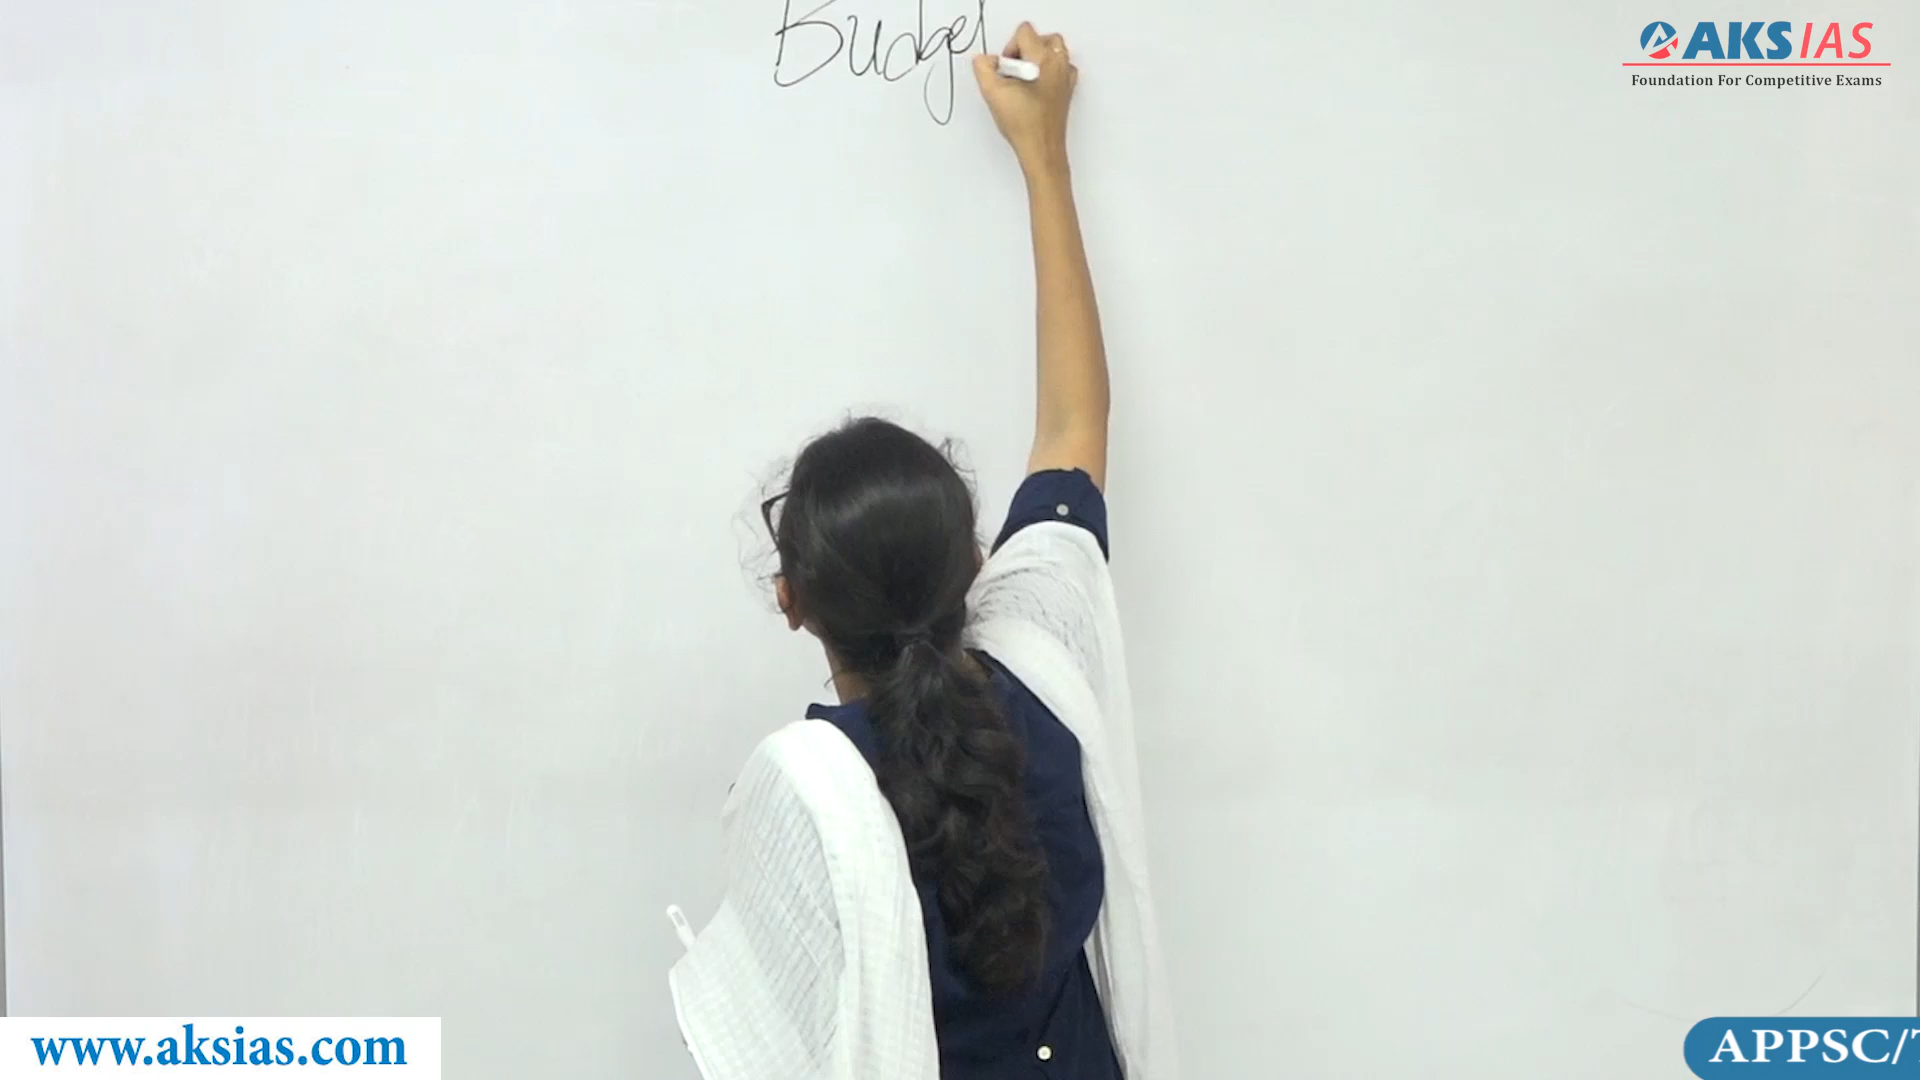 Budget
AKS IAS
Foundation For Competitive Exams
www.aksias.com
APPSC/T